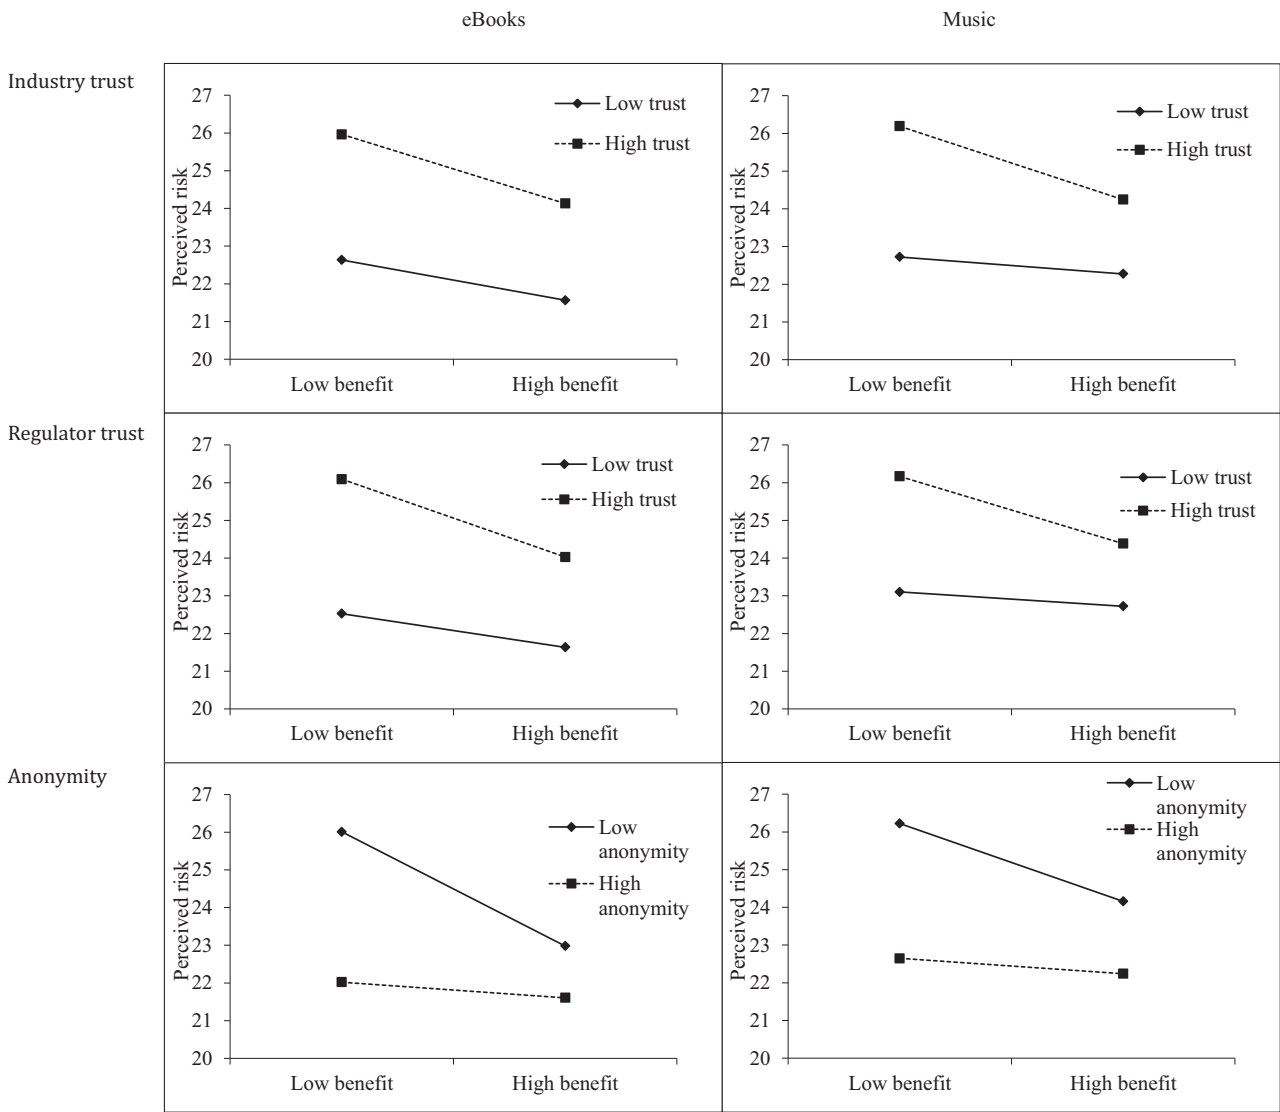 eBooks
Music
Industry trust
Perceived risk
27
26
25
24
23
22
21
20
Low trust
High trust
Low benefit
High benefit
Perceived risk
27
26
25
24
23
22
21
20
Low trust
High trust
Low benefit
High benefit
Regulator trust
Perceived risk
27
26
25
24
23
22
21
20
Low trust
High trust
Low benefit
High benefit
Perceived risk
27
26
25
24
23
22
21
20
Low trust
High trust
Low benefit
High benefit
Anonymity
Perceived risk
27
26
25
24
23
22
21
20
Low
anonymity
High
anonymity
Low benefit
High benefit
Perceived risk
27
26
25
24
23
22
21
20
Low
anonymity
High
anonymity
Low benefit
High benefit